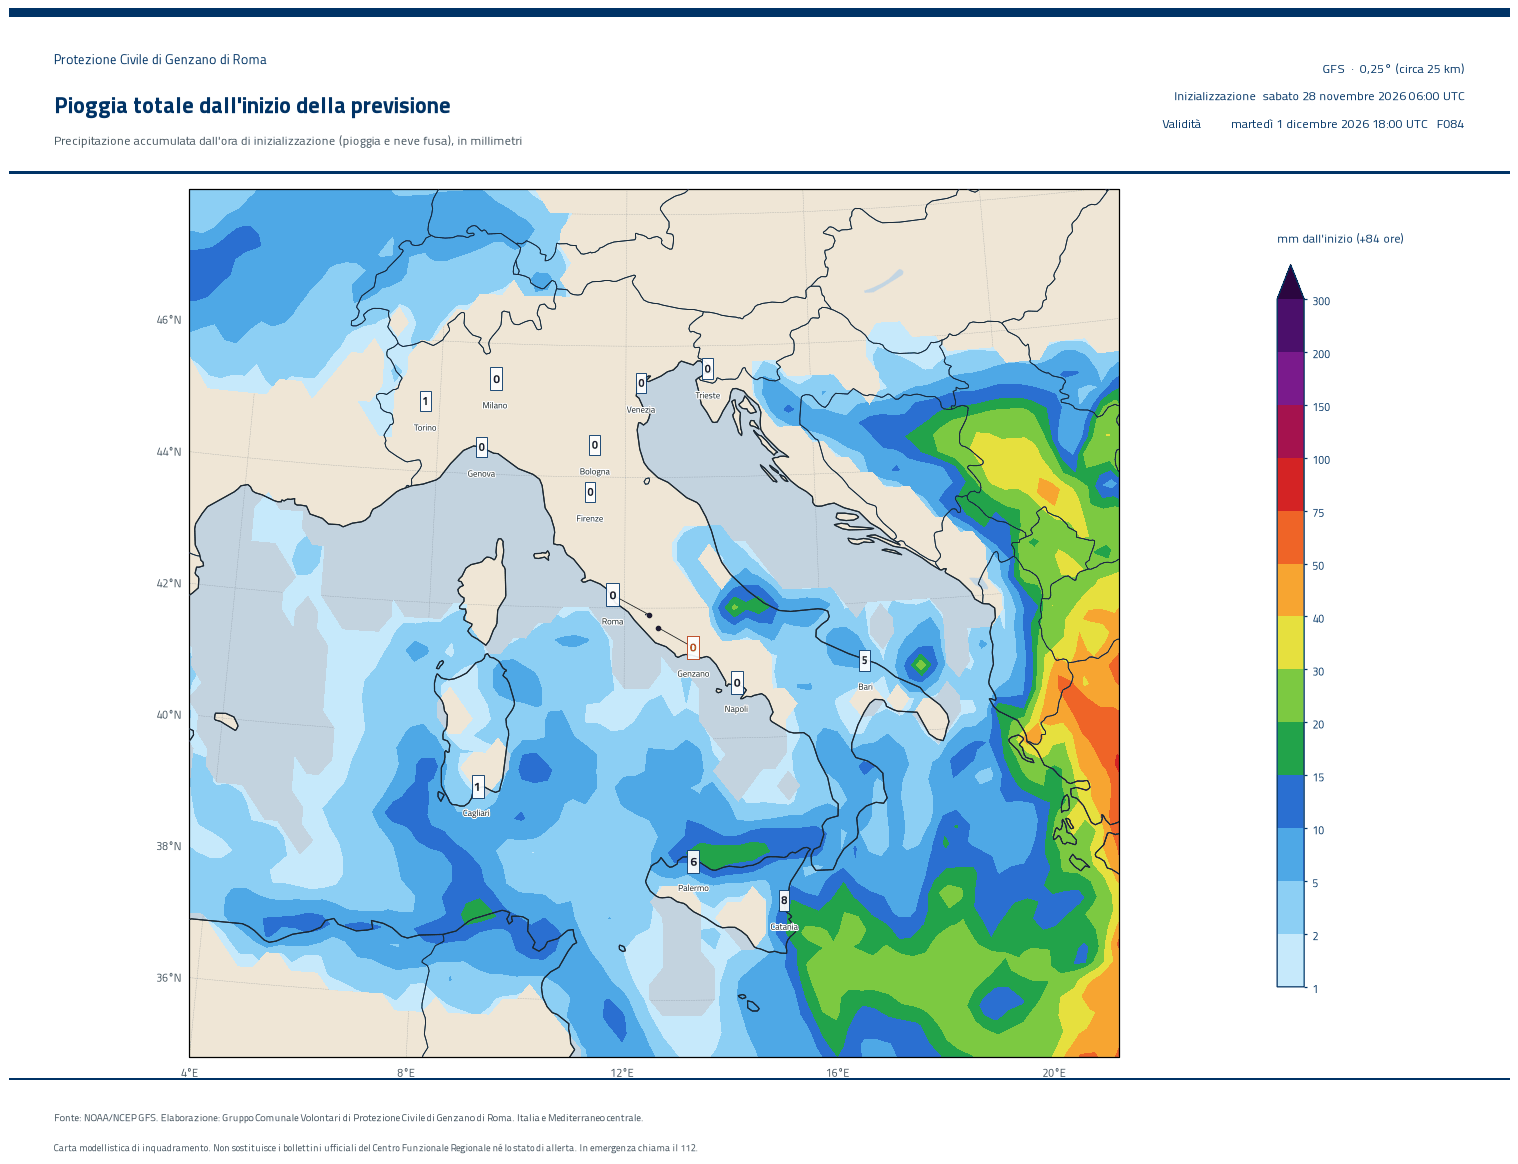 Protezione Civile di Genzano di Roma
Pioggia totale dall'inizio della previsione
Precipitazione accumulata dall'ora di inizializzazione (pioggia e neve fusa), in millimetri
GFS · 0,25° (circa 25 km)
Inizializzazione sabato 28 novembre 2026 06:00 UTC
Validità martedì 1 dicembre 2026 18:00 UTC F084
mm dall'inizio (+84 ore)
300
200
150
100
75
50
40
30
20
15
10
5
2
1
46°N
44°N
42°N
40°N
38°N
36°N
4°E
8°E
12°E
16°E
20°E
0
Trieste
0
Milano
0
Venezia
1
Torino
0
Genova
0
Bologna
0
Firenze
0
Roma
0
Genzano
5
Bari
0
Napoli
1
Cagliari
6
Palermo
8
Catania
Fonte: NOAA/NCEP GFS. Elaborazione: Gruppo Comunale Volontari di Protezione Civile di Genzano di Roma. Italia e Mediterraneo centrale.
Carta modellistica di inquadramento. Non sostituisce i bollettini ufficiali del Centro Funzionale Regionale né lo stato di allerta. In emergenza chiama il 112.